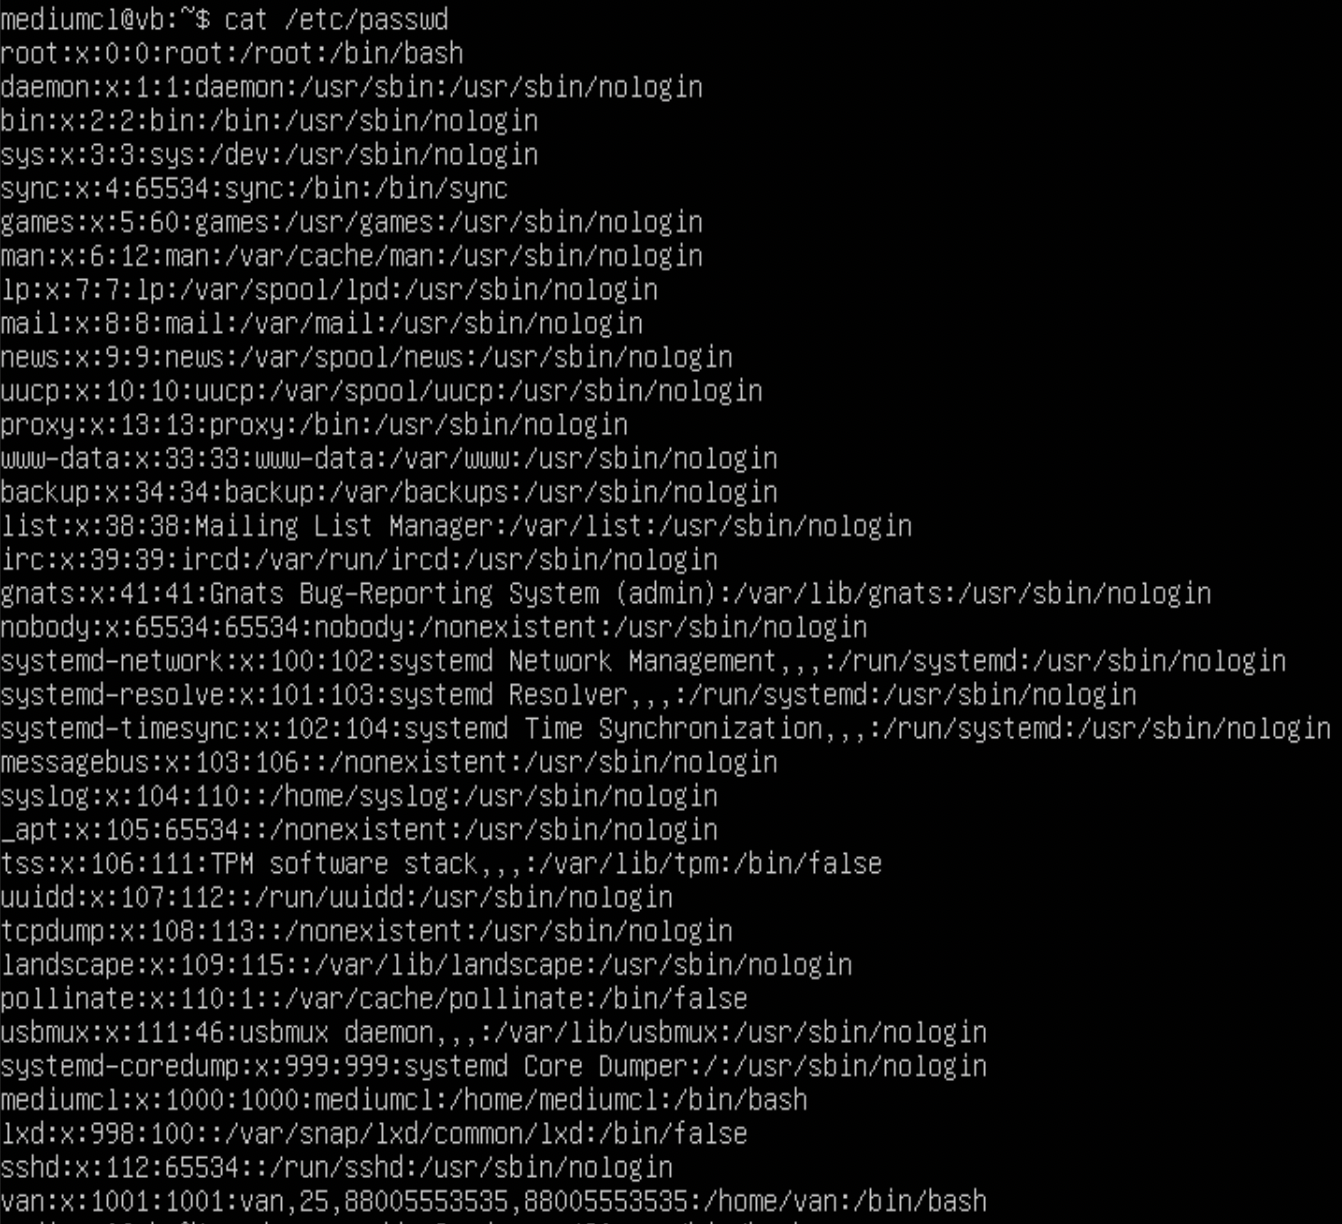 mediumcl@vb:~$ cat /etc/passwd
root:x:0:0:root:/root:/bin/bash
daemon:x:1:1:daemon:/usr/sbin:/usr/sbin/nologin
bin:x:2:2:bin:/bin:/usr/sbin/nologin
sys:x:3:3:sys:/dev:/usr/sbin/nologin
sync:x:4:65534:sync:/bin:/bin/sync
games:x:5:60:games:/usr/games:/usr/sbin/nologin
man:x:6:12:man:/var/cache/man:/usr/sbin/nologin
lp:x:7:7:lp:/var/spool/lpd:/usr/sbin/nologin
mail:x:8:8:mail:/var/mail:/usr/sbin/nologin
news:x:9:9:news:/var/spool/news:/usr/sbin/nologin
uucp:x:10:10:uucp:/var/spool/uucp:/usr/sbin/nologin
proxy:x:13:13:proxy:/bin:/usr/sbin/nologin
www-data:x:33:33:www-data:/var/www:/usr/sbin/nologin
backup:x:34:34:backup:/var/backups:/usr/sbin/nologin
list:x:38:38:Mailing List Manager:/var/list:/usr/sbin/nologin
irc:x:39:39:ircd:/var/run/ircd:/usr/sbin/nologin
gnats:x:41:41:Gnats Bug-Reporting System (admin):/var/lib/gnats:/usr/sbin/nologin
nobody:x:65534:65534:nobody:/nonexistent:/usr/sbin/nologin
systemd-network:x:100:102:systemd Network Management,,,:/run/systemd:/usr/sbin/nologin
systemd-resolve:x:101:103:systemd Resolver,,,:/run/systemd:/usr/sbin/nologin
systemd-timesync:x:102:104:systemd Time Synchronization,,,:/run/systemd:/usr/sbin/nologin
messagebus:x:103:106::/nonexistent:/usr/sbin/nologin
syslog:x:104:110::/home/syslog:/usr/sbin/nologin
_apt:x:105:65534::/nonexistent:/usr/sbin/nologin
tss:x:106:111:TPM software stack,,,:/var/lib/tpm:/bin/false
uuidd:x:107:112::/run/uuidd:/usr/sbin/nologin
tcpdump:x:108:113::/nonexistent:/usr/sbin/nologin
landscape:x:109:115::/var/lib/landscape:/usr/sbin/nologin
pollinate:x:110:1::/var/cache/pollinate:/bin/false
usbmux:x:111:46:usbmux daemon,,,:/var/lib/usbmux:/usr/sbin/nologin
systemd-coredump:x:999:999:systemd Core Dumper:/:/usr/sbin/nologin
mediumcl:x:1000:1000:mediumcl:/home/mediumcl:/bin/bash
lxd:x:998:100::/var/snap/lxd/common/lxd:/bin/false
sshd:x:112:65534::/run/sshd:/usr/sbin/nologin
van:x:1001:1001:van,25,88005553535,88005553535:/home/van:/bin/bash